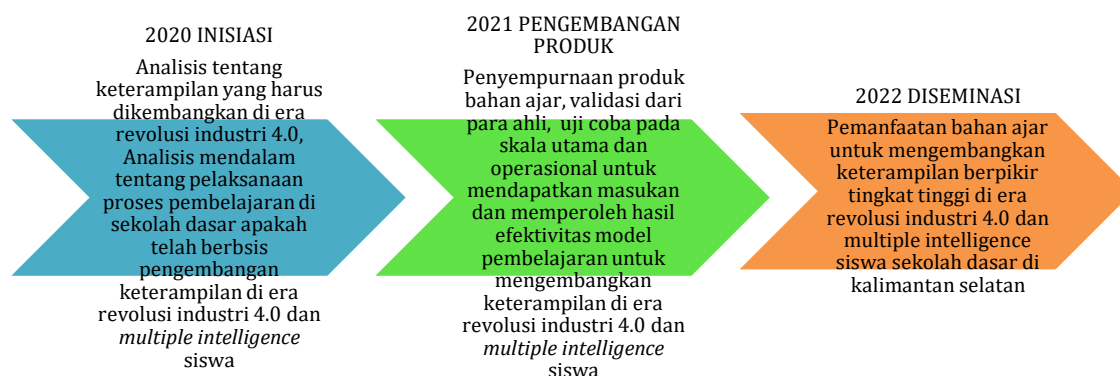 2020 INISIASI
Analisis tentang
keterampilan yang harus
dikembangkan di era
revolusi industri 4.0,
Analisis mendalam
tentang pelaksanaan
proses pembelajaran di
sekolah dasar apakah
telah berbsis
pengembangan
keterampilan di era
revolusi industri 4.0 dan
multiple intelligence
siswa
2021 PENGEMBANGAN
PRODUK
Penyempurnaan produk
bahan ajar, validasi dari
para ahli, uji coba pada
skala utama dan
operasional untuk
mendapatkan masukan
dan memperoleh hasil
efektivitas model
pembelajaran untuk
mengembangkan
keterampilan di era
revolusi industri 4.0 dan
multiple intelligence
siswa
2022 DISEMINASI
Pemanfaatan bahan ajar
untuk mengembangkan
keterampilan berpikir
tingkat tinggi di era
revolusi industri 4.0 dan
multiple intelligence
siswa sekolah dasar di
kalimantan selatan